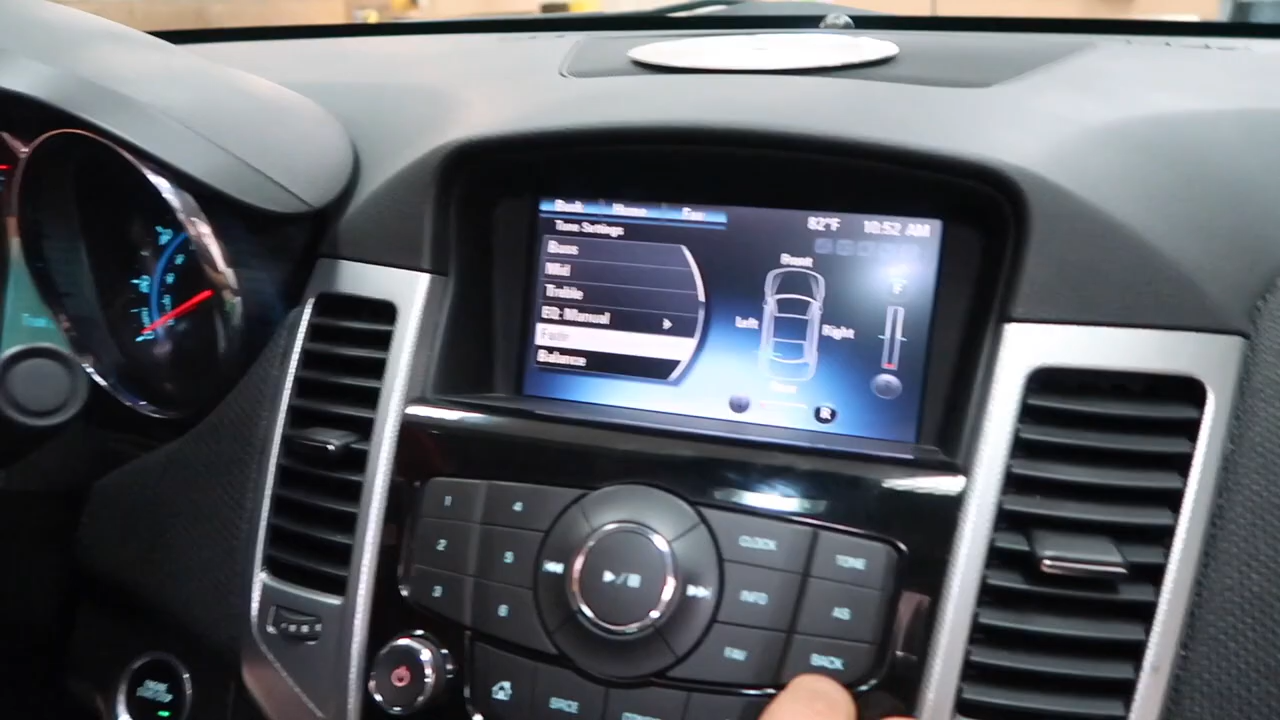 Back Home Fav
82°F 10:52 AM
Tone Settings
Bass
Mid
Treble
EQ: Manual
Fade
Balance
Front
Left
Right
Rear
F
R
1
4
2
5
3
6
CLOCK
TONE
INFO
AS
FAV
BACK
ENGINE